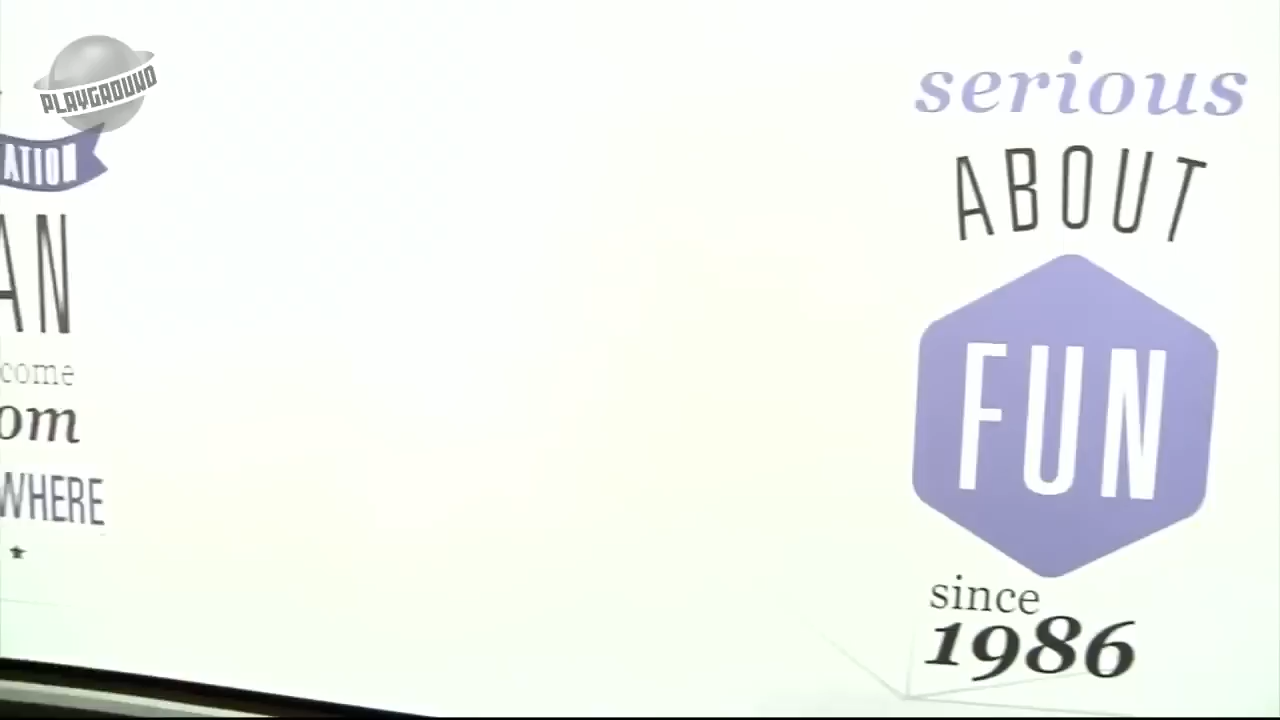 PLAYGROUND
ATION
AN
come
om
WHERE
serious
ABOUT
FUN
since
1986